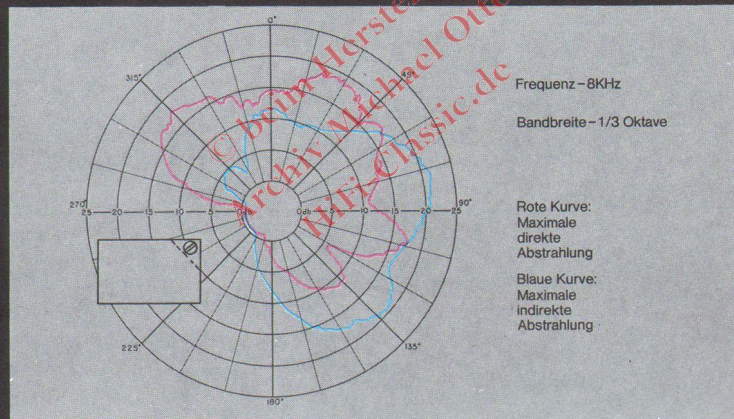 0°
315°
45°
270°
25 20 15 10 5 0db 0db 5 10 15 20 25
90°
225°
135°
180°
Frequenz–8KHz
Bandbreite–1/3 Oktave
Rote Kurve:
Maximale
direkte
Abstrahlung
Blaue Kurve:
Maximale
indirekte
Abstrahlung
© beim Herstel
Archiv Michael Otto
HiFi-Classic.de